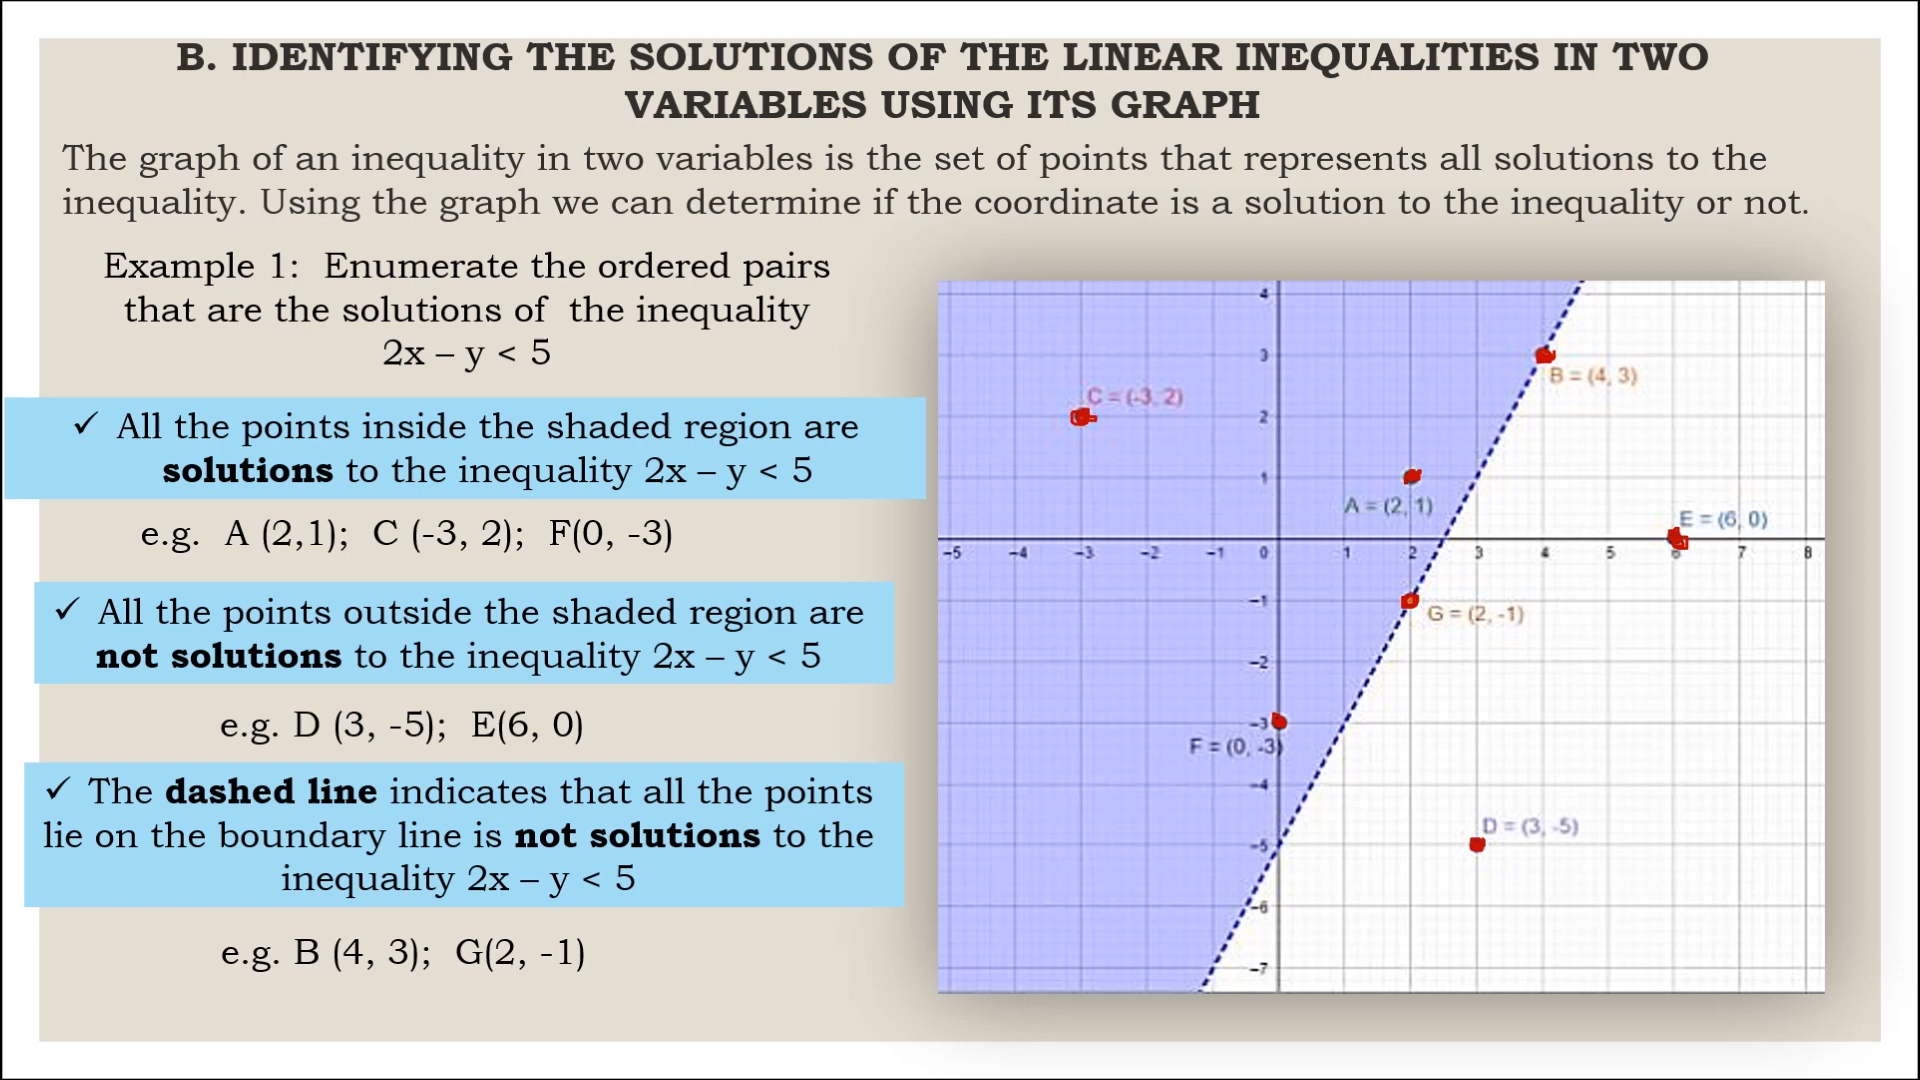 B. IDENTIFYING THE SOLUTIONS OF THE LINEAR INEQUALITIES IN TWO
VARIABLES USING ITS GRAPH
The graph of an inequality in two variables is the set of points that represents all solutions to the
inequality. Using the graph we can determine if the coordinate is a solution to the inequality or not.
Example 1:  Enumerate the ordered pairs
that are the solutions of  the inequality
2x – y < 5
✓ All the points inside the shaded region are
solutions to the inequality 2x – y < 5
e.g.  A (2,1);  C (-3, 2);  F(0, -3)
✓ All the points outside the shaded region are
not solutions to the inequality 2x – y < 5
e.g. D (3, -5);  E(6, 0)
✓ The dashed line indicates that all the points
lie on the boundary line is not solutions to the
inequality 2x – y < 5
e.g. B (4, 3);  G(2, -1)
4
3
B = (4, 3)
C = (-3, 2)
2
1
A = (2, 1)
E = (6, 0)
−5 −4 −3 −2 −1 0 1 2 3 4 5 6 7 8
−1
G = (2, -1)
−2
−3
F = (0, -3)
−4
D = (3, -5)
−5
−6
−7